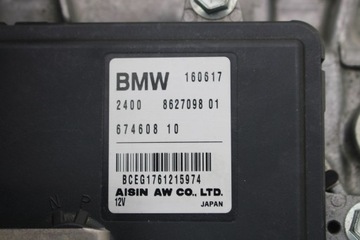 BMW 160617
2400 8627098 01
674608 10
BCEG1761215974
AISIN AW CO., LTD.
12V JAPAN